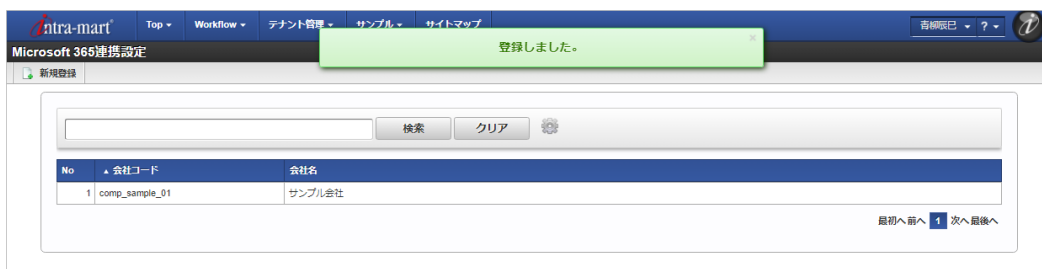 intra-mart Top Workflow テナント管理 サンプル サイトマップ 青柳辰巳 ?
登録しました。 ×
Microsoft 365連携設定
新規登録
検索 クリア
No ▲ 会社コード 会社名
1 comp_sample_01 サンプル会社
最初へ 前へ 1 次へ 最後へ